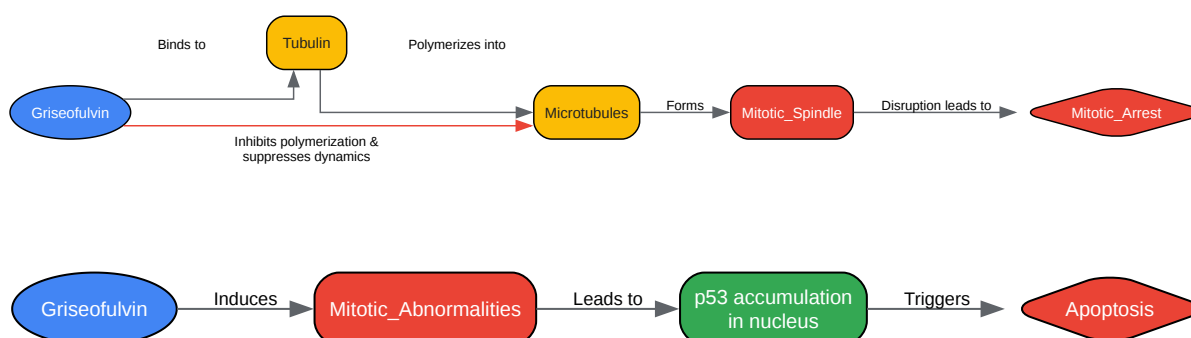 Binds to
Tubulin
Polymerizes into
Griseofulvin
Microtubules
Forms
Mitotic_Spindle
Disruption leads to
Mitotic_Arrest
Inhibits polymerization &
suppresses dynamics
Griseofulvin
Induces
Mitotic_Abnormalities
Leads to
p53 accumulation
in nucleus
Triggers
Apoptosis